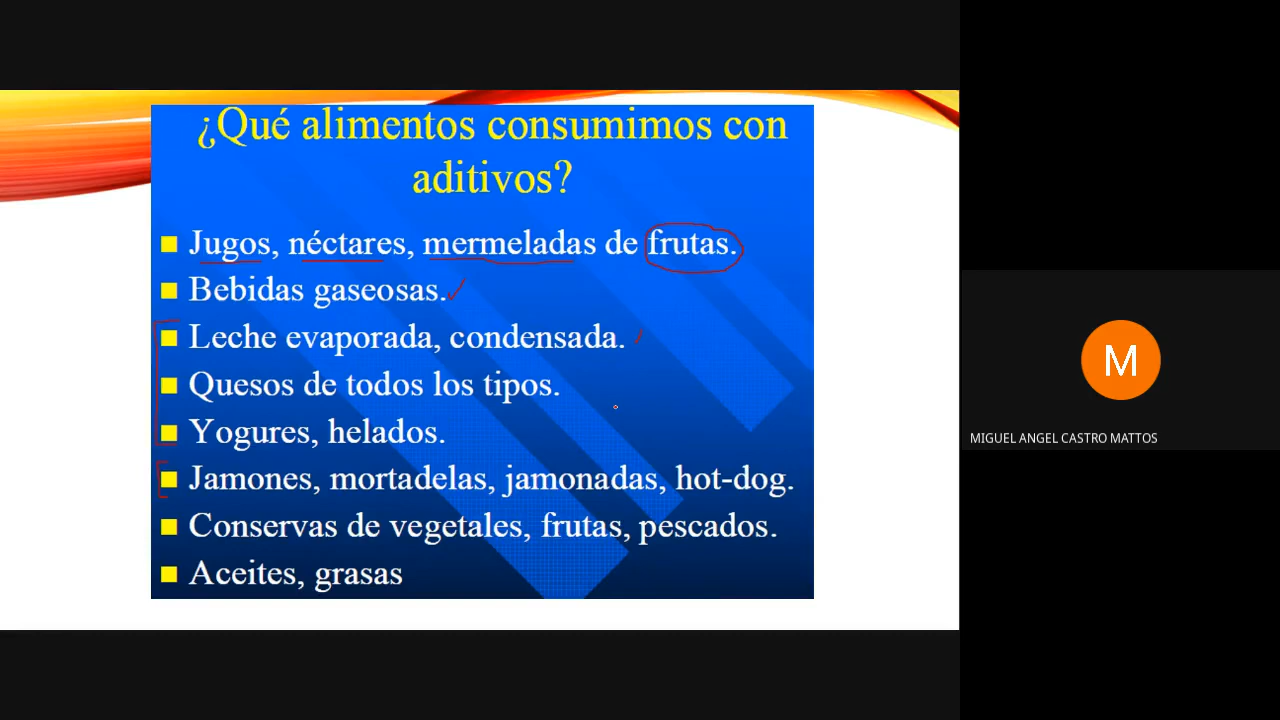 ¿Qué alimentos consumimos con
aditivos?
Jugos, néctares, mermeladas de frutas.
Bebidas gaseosas.
Leche evaporada, condensada.
Quesos de todos los tipos.
Yogures, helados.
Jamones, mortadelas, jamonadas, hot-dog.
Conservas de vegetales, frutas, pescados.
Aceites, grasas
M
MIGUEL ANGEL CASTRO MATTOS